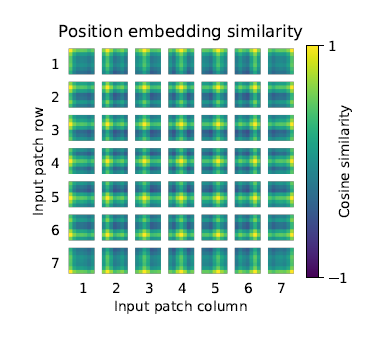 Position embedding similarity
1
1
2
3
4
5
6
7
Input patch row
Cosine similarity
−1
1 2 3 4 5 6 7
Input patch column